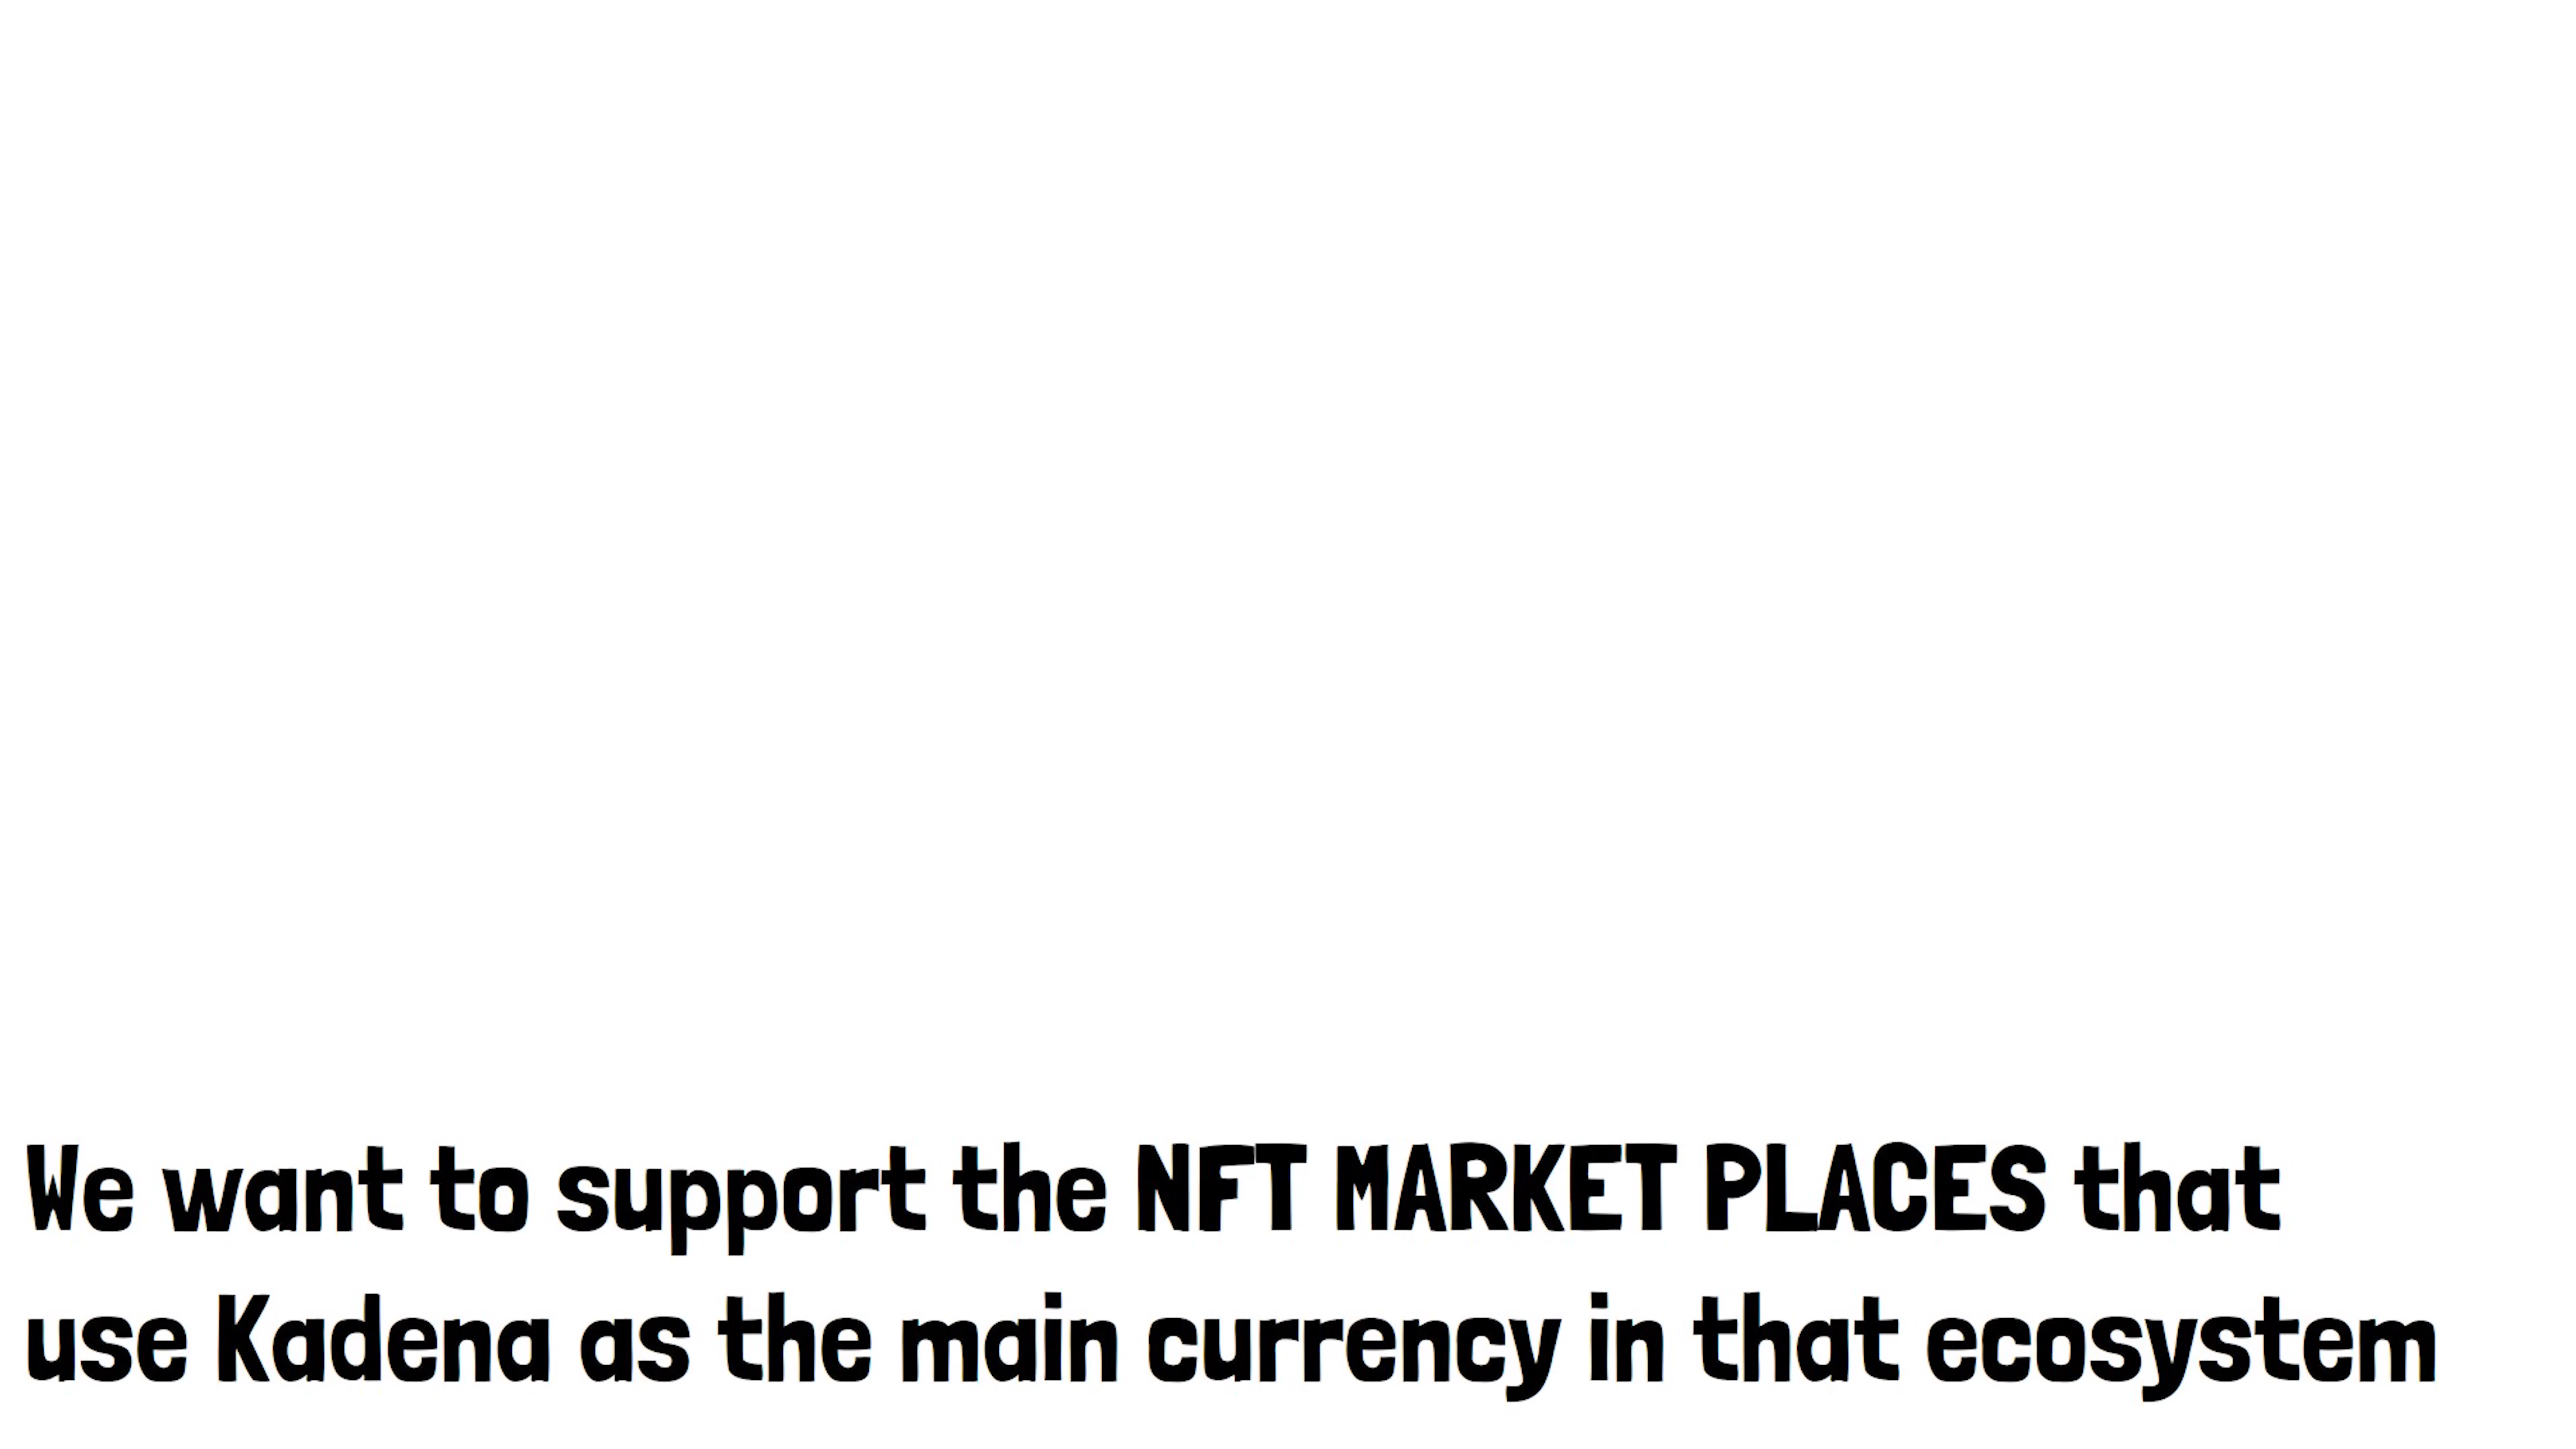 We want to support the NFT MARKET PLACES that
use Kadena as the main currency in that ecosystem